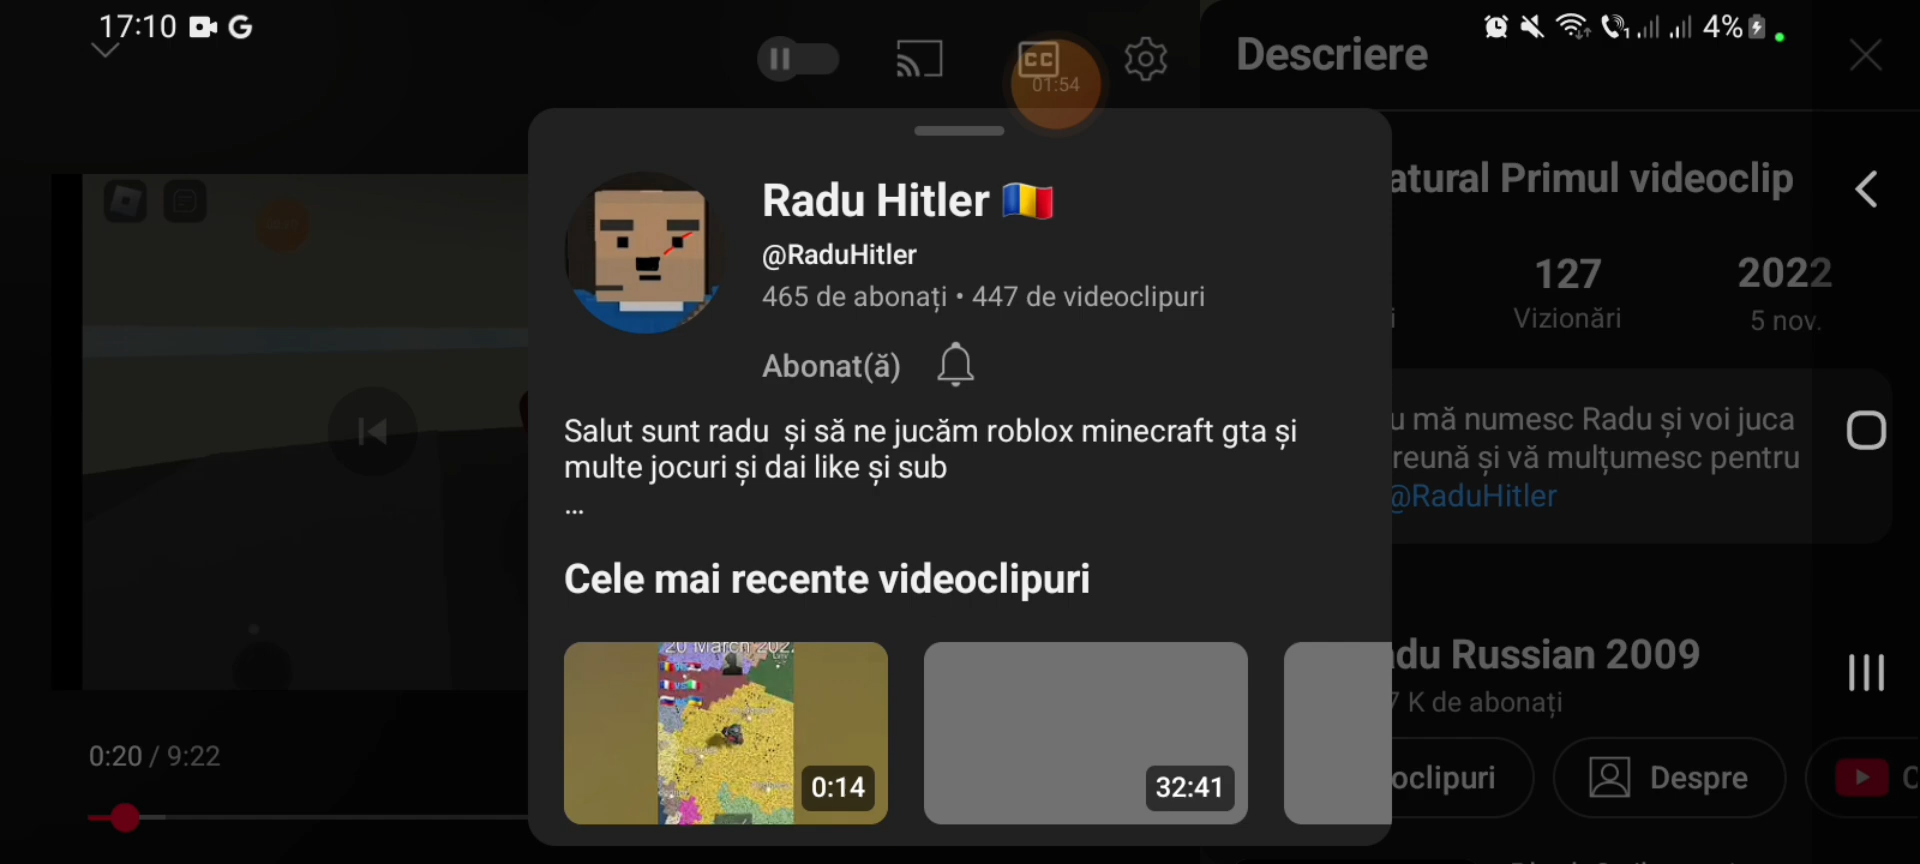 17:10
4%
01:54
Descriere
Radu Hitler 🇷🇴
@RaduHitler
465 de abonați • 447 de videoclipuri
Abonat(ă)
Salut sunt radu și să ne jucăm roblox minecraft gta și
multe jocuri și dai like și sub
...
Cele mai recente videoclipuri
20 March 202.
VS
0:14
32:41
0:20 / 9:22
atural Primul videoclip
127
Vizionări
2022
5 nov.
u mă numesc Radu și voi juca
reună și vă mulțumesc pentru
@RaduHitler
du Russian 2009
7 K de abonați
oclipuri
Despre